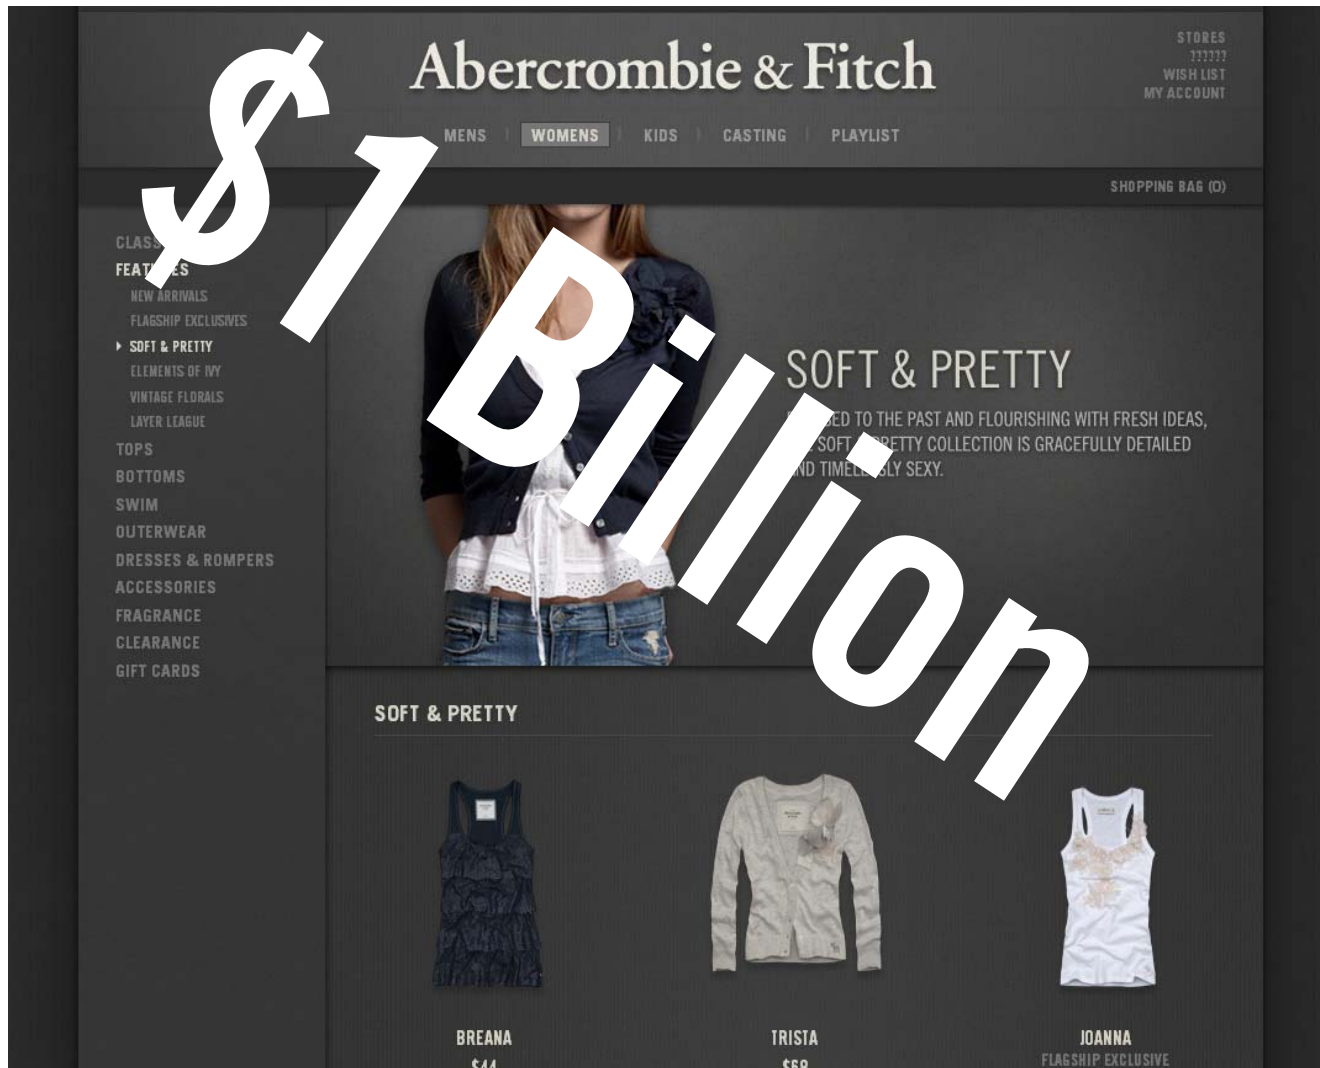 Abercrombie & Fitch
STORES
??????
WISH LIST
MY ACCOUNT
MENS
WOMENS
KIDS
CASTING
PLAYLIST
SHOPPING BAG (0)
$1 Billion
NEW ARRIVALS
FLAGSHIP EXCLUSIVES
SOFT & PRETTY
ELEMENTS OF IVY
VINTAGE FLORALS
LAYER LEAGUE
TOPS
BOTTOMS
SWIM
OUTERWEAR
DRESSES & ROMPERS
ACCESSORIES
FRAGRANCE
CLEARANCE
GIFT CARDS
SOFT & PRETTY
TO THE PAST AND FLOURISHING WITH FRESH IDEAS,
SOFT & PRETTY COLLECTION IS GRACEFULLY DETAILED
SEXY.
SOFT & PRETTY
BREANA
$44
TRISTA
$68
JOANNA
FLAGSHIP EXCLUSIVE